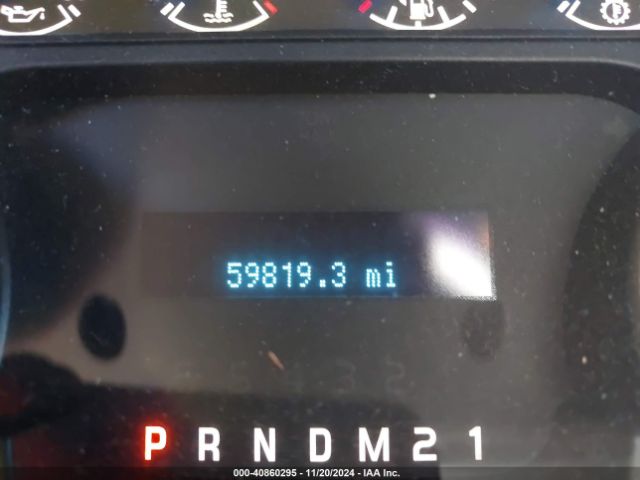 59819.3 mi
P R N D M 2 1
000-40860295 - 11/20/2024 - IAA Inc.